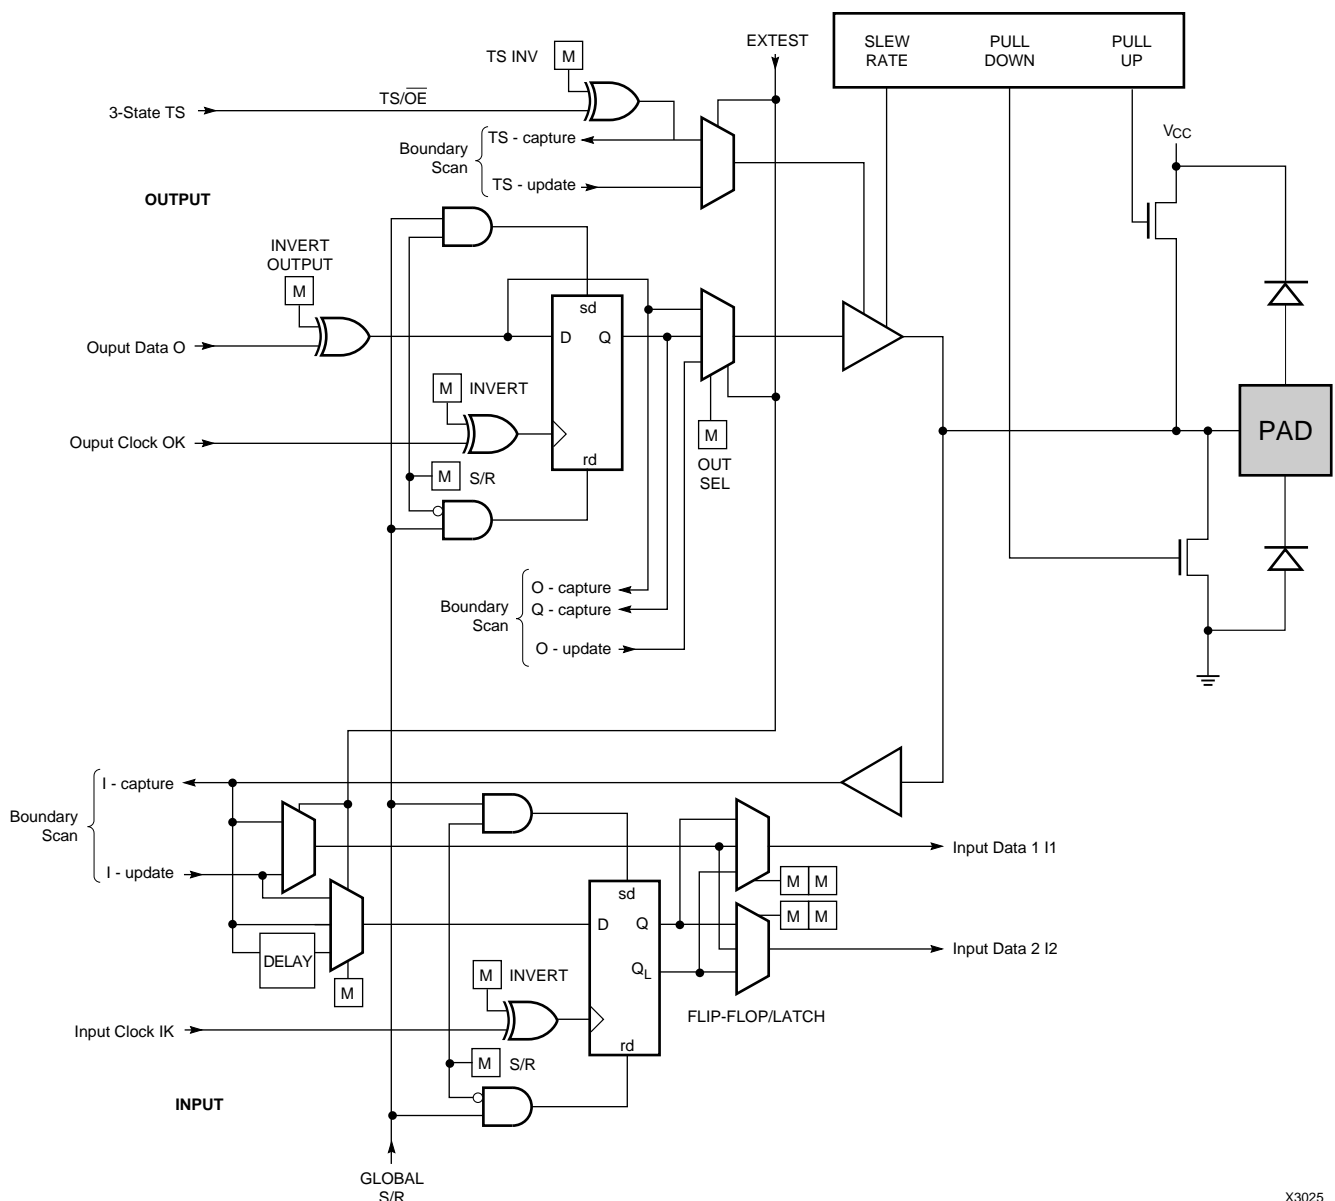 EXTEST
SLEW
RATE
PULL
DOWN
PULL
UP
TS INV
M
3-State TS
TS/OE
VCC
Boundary
Scan
TS - capture
TS - update
OUTPUT
INVERT
OUTPUT
M
sd
D
Q
Ouput Data O
M
INVERT
PAD
Ouput Clock OK
M
OUT
SEL
rd
M
S/R
Boundary
Scan
O - capture
Q - capture
O - update
Boundary
Scan
I - capture
I - update
Input Data 1 I1
M M
sd
M M
D
Q
DELAY
Input Data 2 I2
QL
M
INVERT
M
FLIP-FLOP/LATCH
Input Clock IK
rd
M
S/R
INPUT
GLOBAL
S/R
X3025